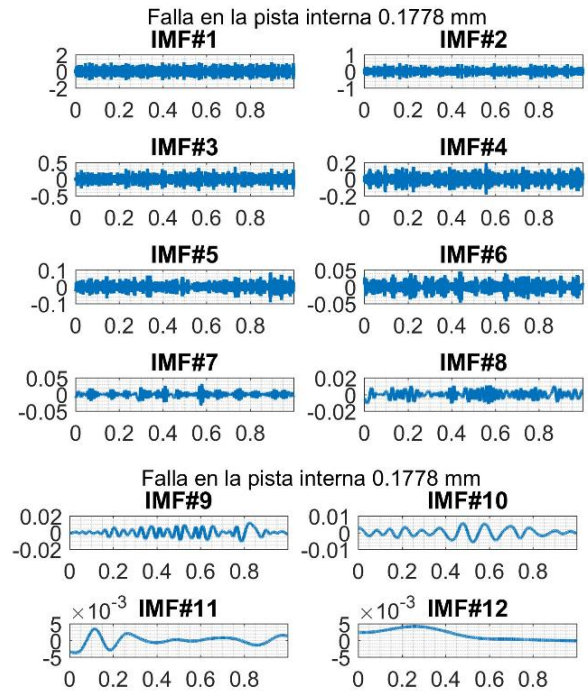 Falla en la pista interna 0.1778 mm
IMF#1 IMF#2
2 0 -2 1 0 -1
0 0.2 0.4 0.6 0.8 0 0.2 0.4 0.6 0.8
IMF#3 IMF#4
0.5 0 -0.5 0.2 0 -0.2
0 0.2 0.4 0.6 0.8 0 0.2 0.4 0.6 0.8
IMF#5 IMF#6
0.1 0 -0.1 0.05 0 -0.05
0 0.2 0.4 0.6 0.8 0 0.2 0.4 0.6 0.8
IMF#7 IMF#8
0.05 0 -0.05 0.02 0 -0.02
0 0.2 0.4 0.6 0.8 0 0.2 0.4 0.6 0.8
Falla en la pista interna 0.1778 mm
IMF#9 IMF#10
0.02 0 -0.02 0.01 0 -0.01
0 0.2 0.4 0.6 0.8 0 0.2 0.4 0.6 0.8
×10⁻³ IMF#11 ×10⁻³ IMF#12
5 0 -5 5 0 -5
0 0.2 0.4 0.6 0.8 0 0.2 0.4 0.6 0.8